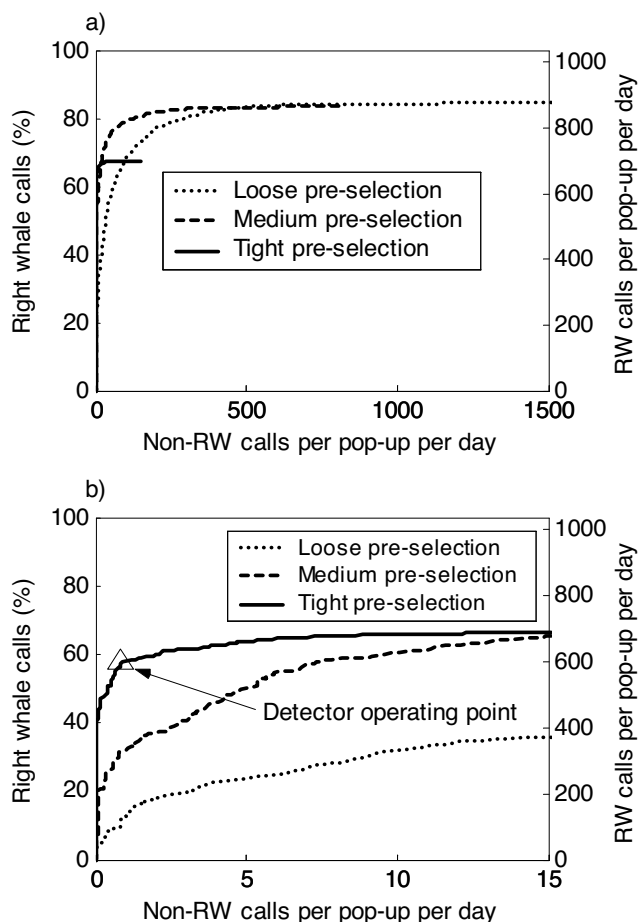 a)
100
80
60
40
20
0
Right whale calls (%)
1000
800
600
400
200
0
RW calls per pop-up per day
Loose pre-selection
Medium pre-selection
Tight pre-selection
0
500
1000
1500
Non-RW calls per pop-up per day
b)
100
80
60
40
20
0
Right whale calls (%)
1000
800
600
400
200
0
RW calls per pop-up per day
Loose pre-selection
Medium pre-selection
Tight pre-selection
Detector operating point
0
5
10
15
Non-RW calls per pop-up per day